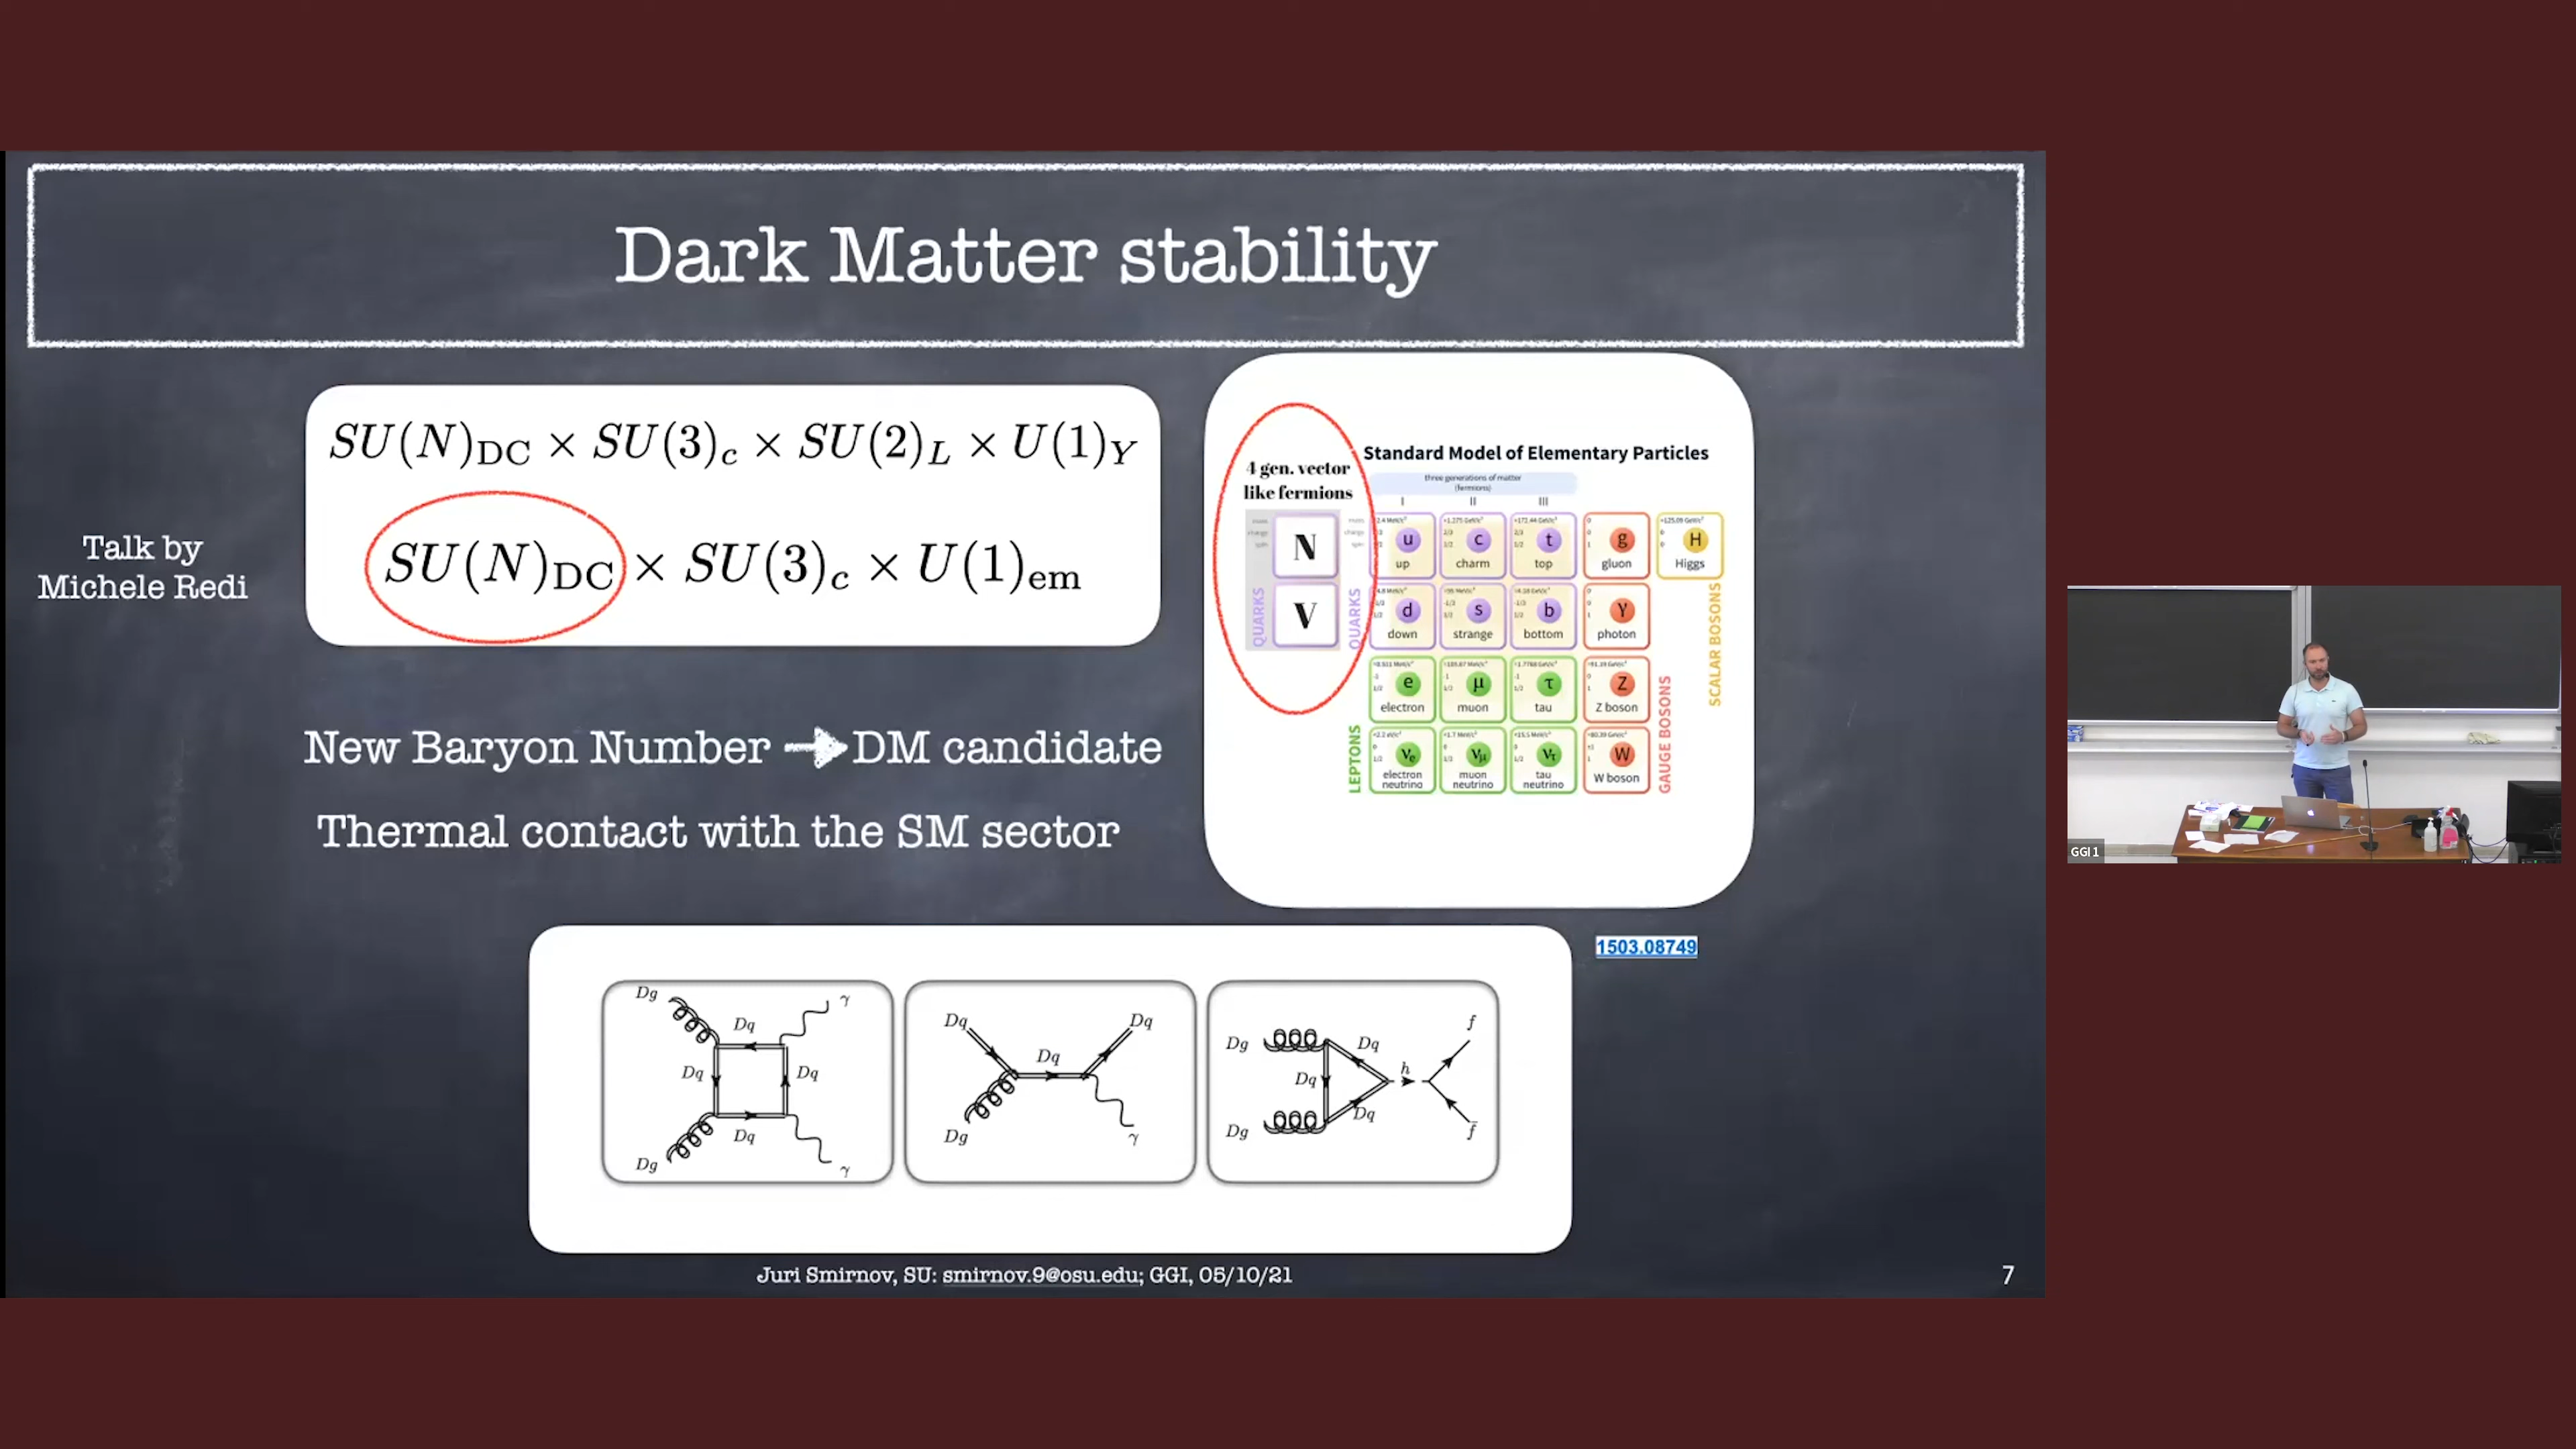 Dark Matter stability
Talk by
Michele Redi
SU(N)_DC × SU(3)_c × SU(2)_L × U(1)_Y
SU(N)_DC × SU(3)_c × U(1)_em
New Baryon Number DM candidate
Thermal contact with the SM sector
4 gen. vector
like fermions
N
V
QUARKS
Standard Model of Elementary Particles
three generations of matter
(fermions)
I II III
QUARKS
u c t g H
up charm top gluon Higgs
d s b γ
down strange bottom photon
e μ τ Z
electron muon tau Z boson
νe νμ ντ W
electron neutrino muon neutrino tau neutrino W boson
LEPTONS
GAUGE BOSONS
SCALAR BOSONS
1503.08749
Dg γ
Dq
Dq Dq
Dq
Dg γ
Dq Dq
Dq
Dg γ
Dg Dq f
Dq h
Dg Dq f̄
Juri Smirnov, SU: smirnov.9@osu.edu; GGI, 05/10/21
7
GGI 1